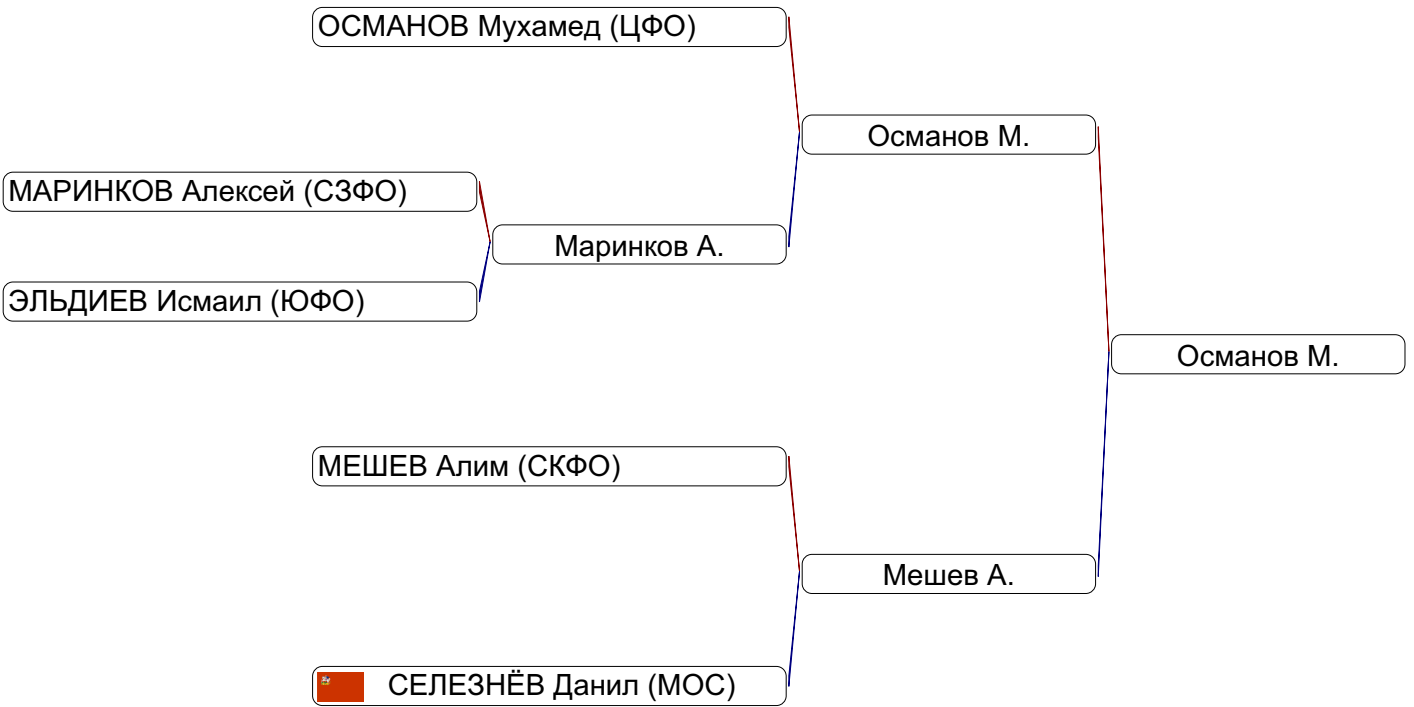 ОСМАНОВ Мухамед (ЦФО)
Османов М.
МАРИНКОВ Алексей (СЗФО)
Маринков А.
ЭЛЬДИЕВ Исмаил (ЮФО)
Османов М.
МЕШЕВ Алим (СКФО)
Мешев А.
СЕЛЕЗНЁВ Данил (МОС)